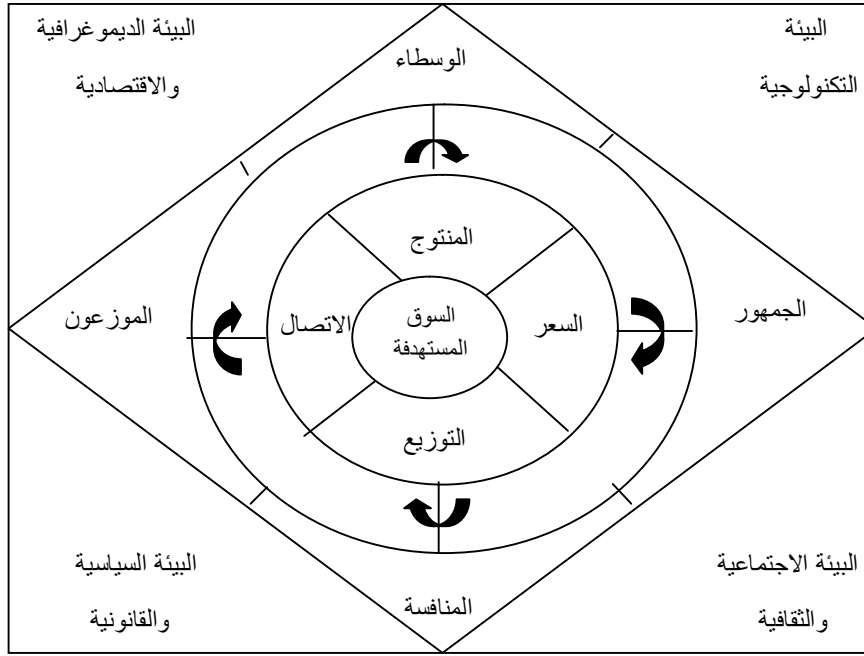 البيئة
التكنولوجية
البيئة الديموغرافية
والاقتصادية
الوسطاء
المنتوج
الجمهور
السعر
السوق
المستهدفة
الاتصال
الموزعون
التوزيع
البيئة الاجتماعية
والثقافية
المنافسة
البيئة السياسية
والقانونية